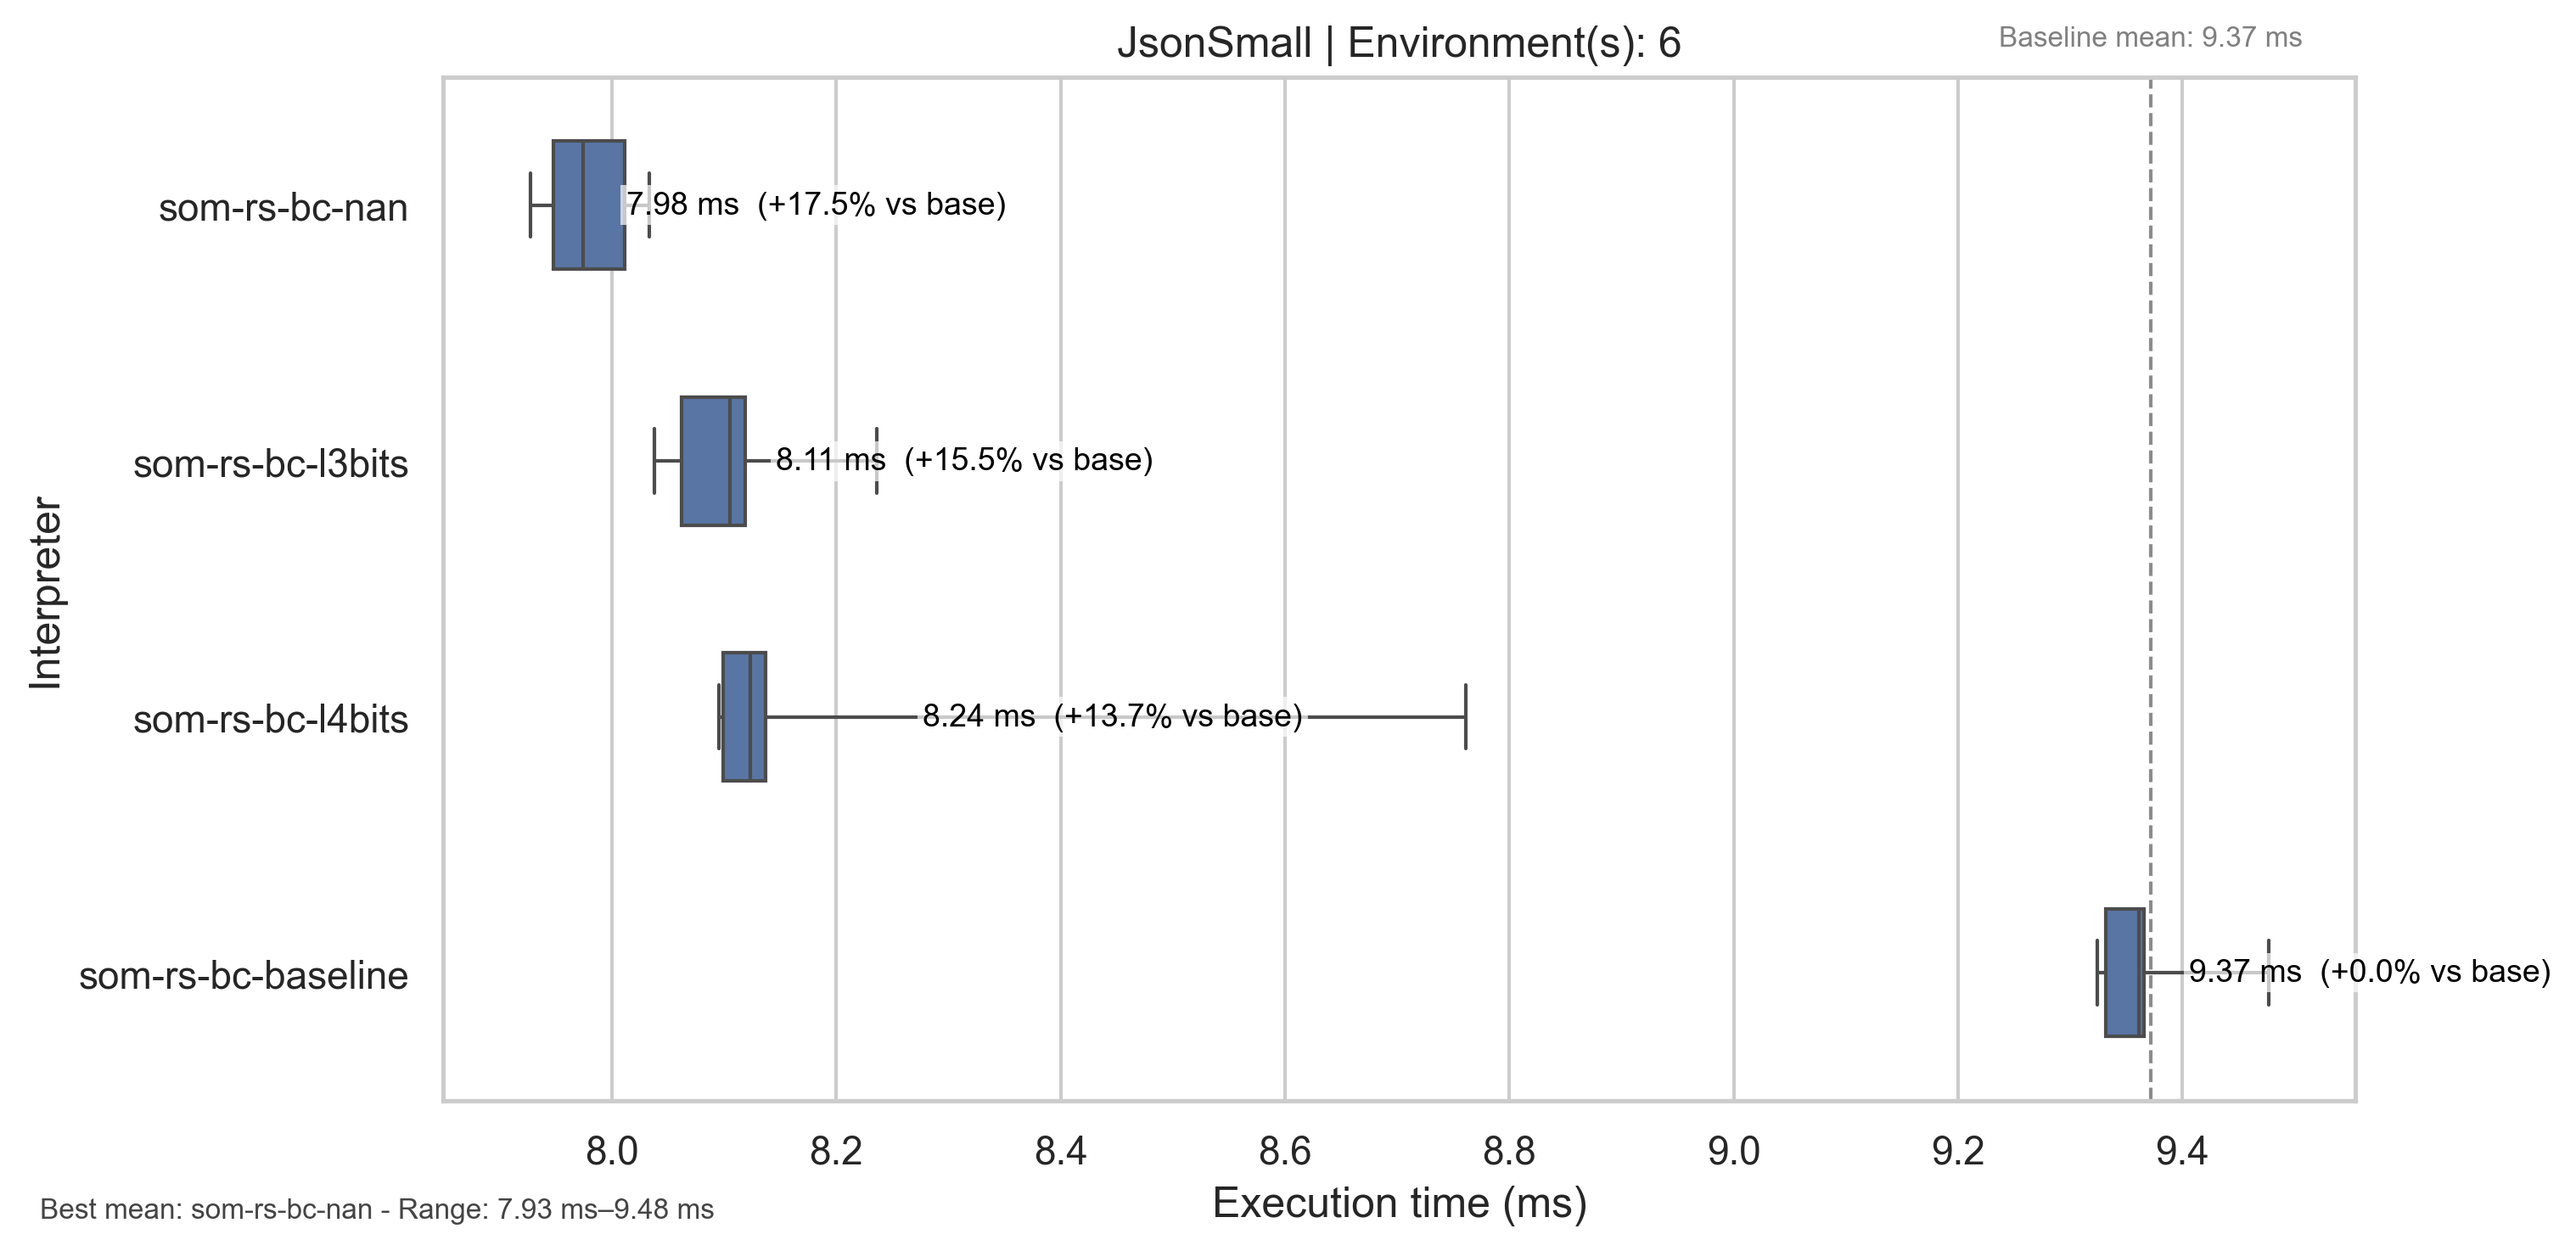 JsonSmall | Environment(s): 6
Baseline mean: 9.37 ms
Interpreter
som-rs-bc-nan
7.98 ms (+17.5% vs base)
som-rs-bc-l3bits
8.11 ms (+15.5% vs base)
som-rs-bc-l4bits
8.24 ms (+13.7% vs base)
som-rs-bc-baseline
9.37 ms (+0.0% vs base)
8.0 8.2 8.4 8.6 8.8 9.0 9.2 9.4
Execution time (ms)
Best mean: som-rs-bc-nan - Range: 7.93 ms–9.48 ms